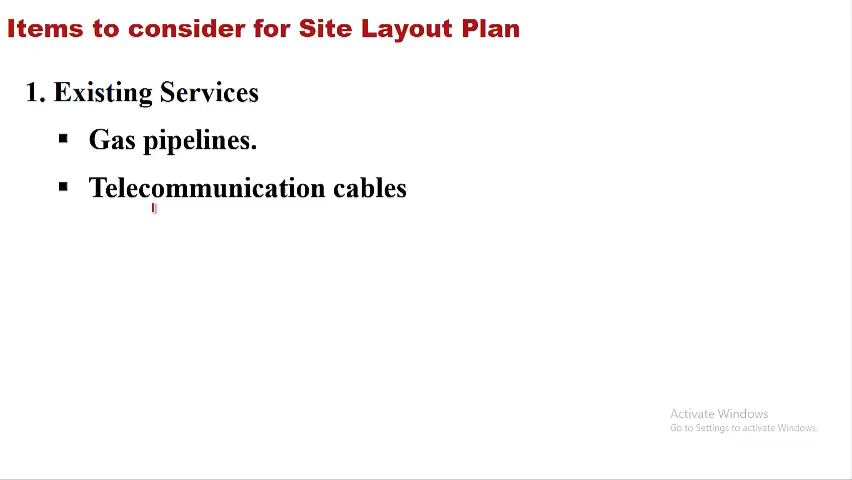 Items to consider for Site Layout Plan
1. Existing Services
▪ Gas pipelines.
▪ Telecommunication cables
Activate Windows
Go to Settings to activate Windows.